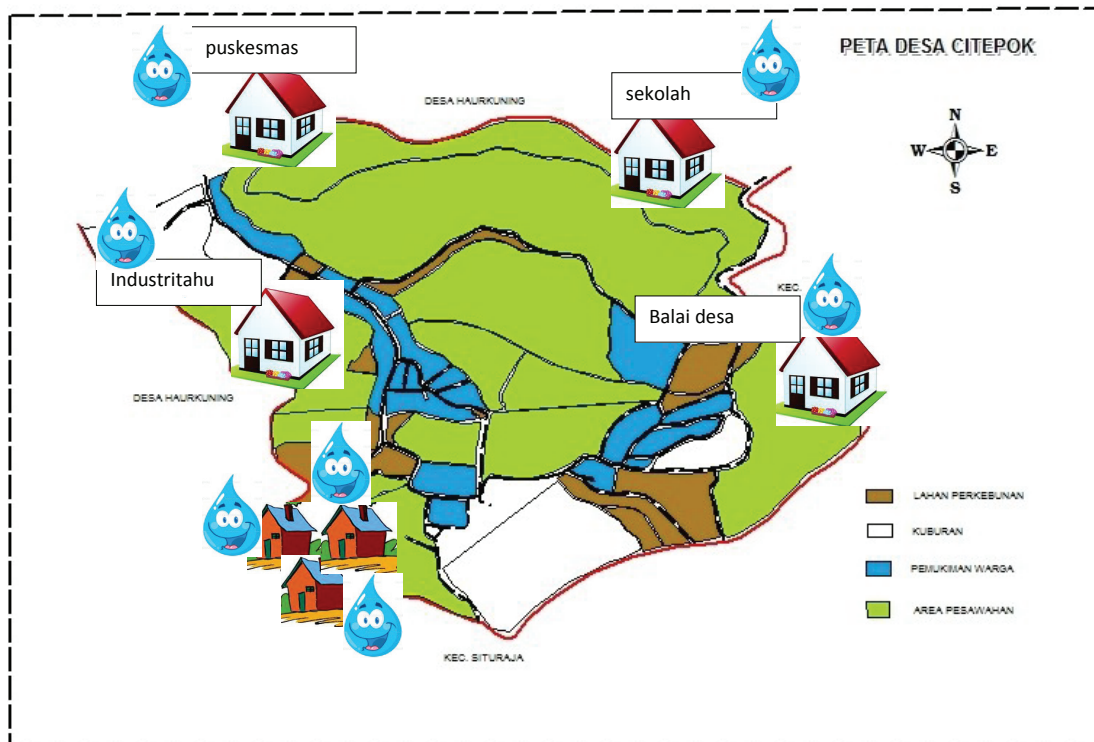 puskesmas
PETA DESA CITEPOK
sekolah
DESA HAURKUNING
N
W E
S
Industritahu
KEC.
Balai desa
DESA HAURKUNING
LAHAN PERKEBUNAN
KUBURAN
PEMUKIMAN WARGA
AREA PESAWAHAN
KEC. SITURAJA